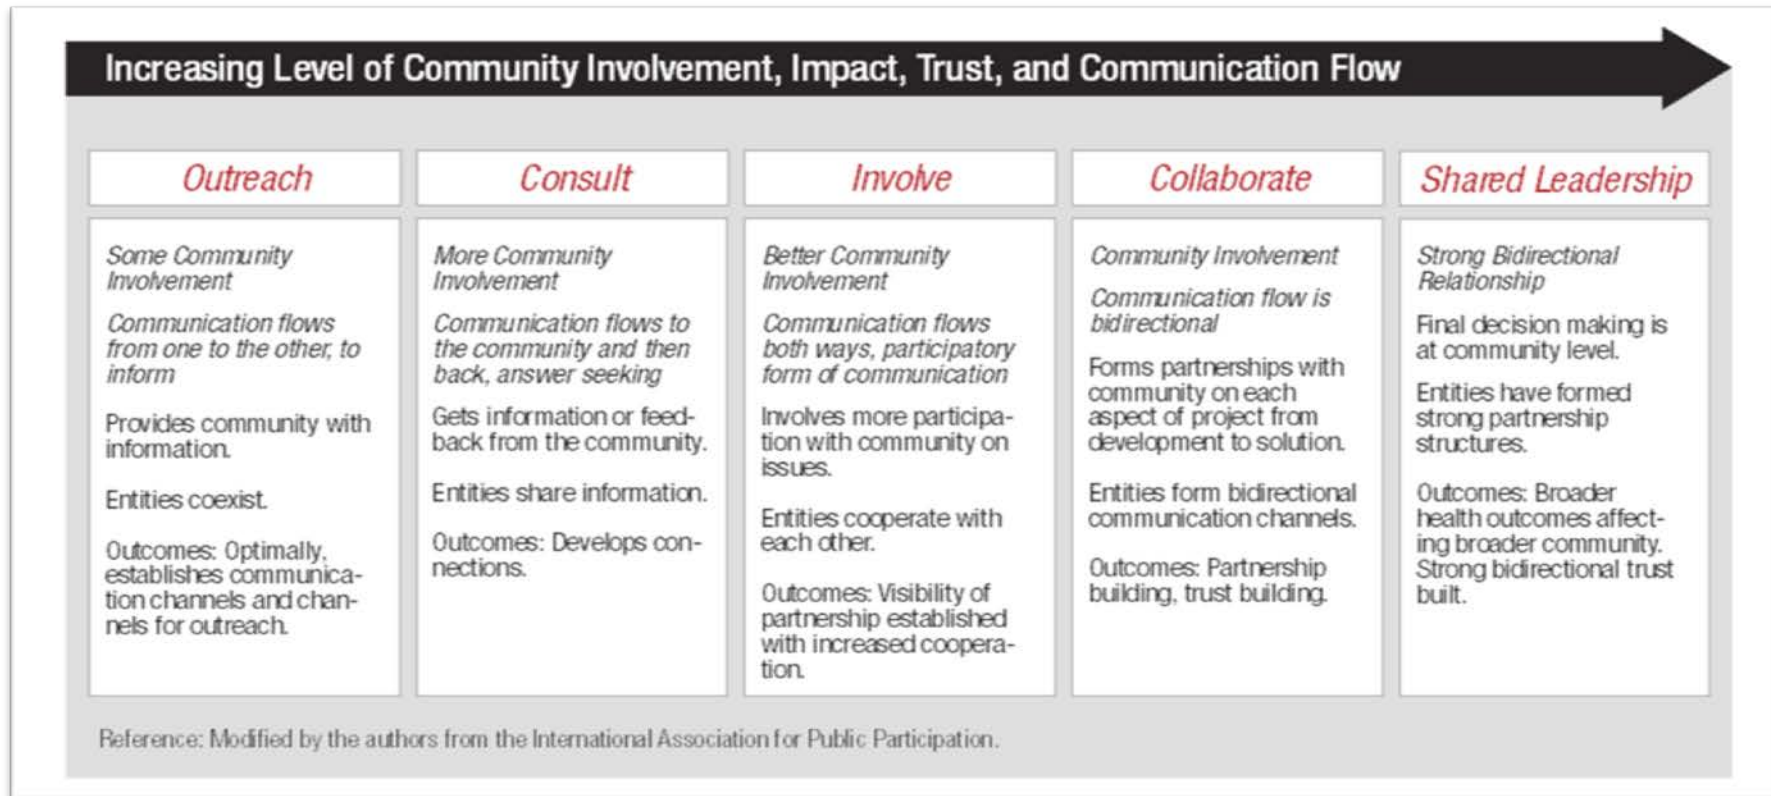 Increasing Level of Community Involvement, Impact, Trust, and Communication Flow
Outreach
Some Community
Involvement
Communication flows
from one to the other, to
inform
Provides community with
information.
Entities coexist.
Outcomes: Optimally,
establishes communica-
tion channels and chan-
nels for outreach.
Consult
More Community
Involvement
Communication flows to
the community and then
back, answer seeking
Gets information or feed-
back from the community.
Entities share information.
Outcomes: Develops con-
nections.
Involve
Better Community
Involvement
Communication flows
both ways, participatory
form of communication
Involves more participa-
tion with community on
issues.
Entities cooperate with
each other.
Outcomes: Visibility of
partnership established
with increased coopera-
tion.
Collaborate
Community Involvement
Communication flow is
bidirectional
Forms partnerships with
community on each
aspect of project from
development to solution.
Entities form bidirectional
communication channels.
Outcomes: Partnership
building, trust building.
Shared Leadership
Strong Bidirectional
Relationship
Final decision making is
at community level.
Entities have formed
strong partnership
structures.
Outcomes: Broader
health outcomes affect-
ing broader community.
Strong bidirectional trust
built.
Reference: Modified by the authors from the International Association for Public Participation.